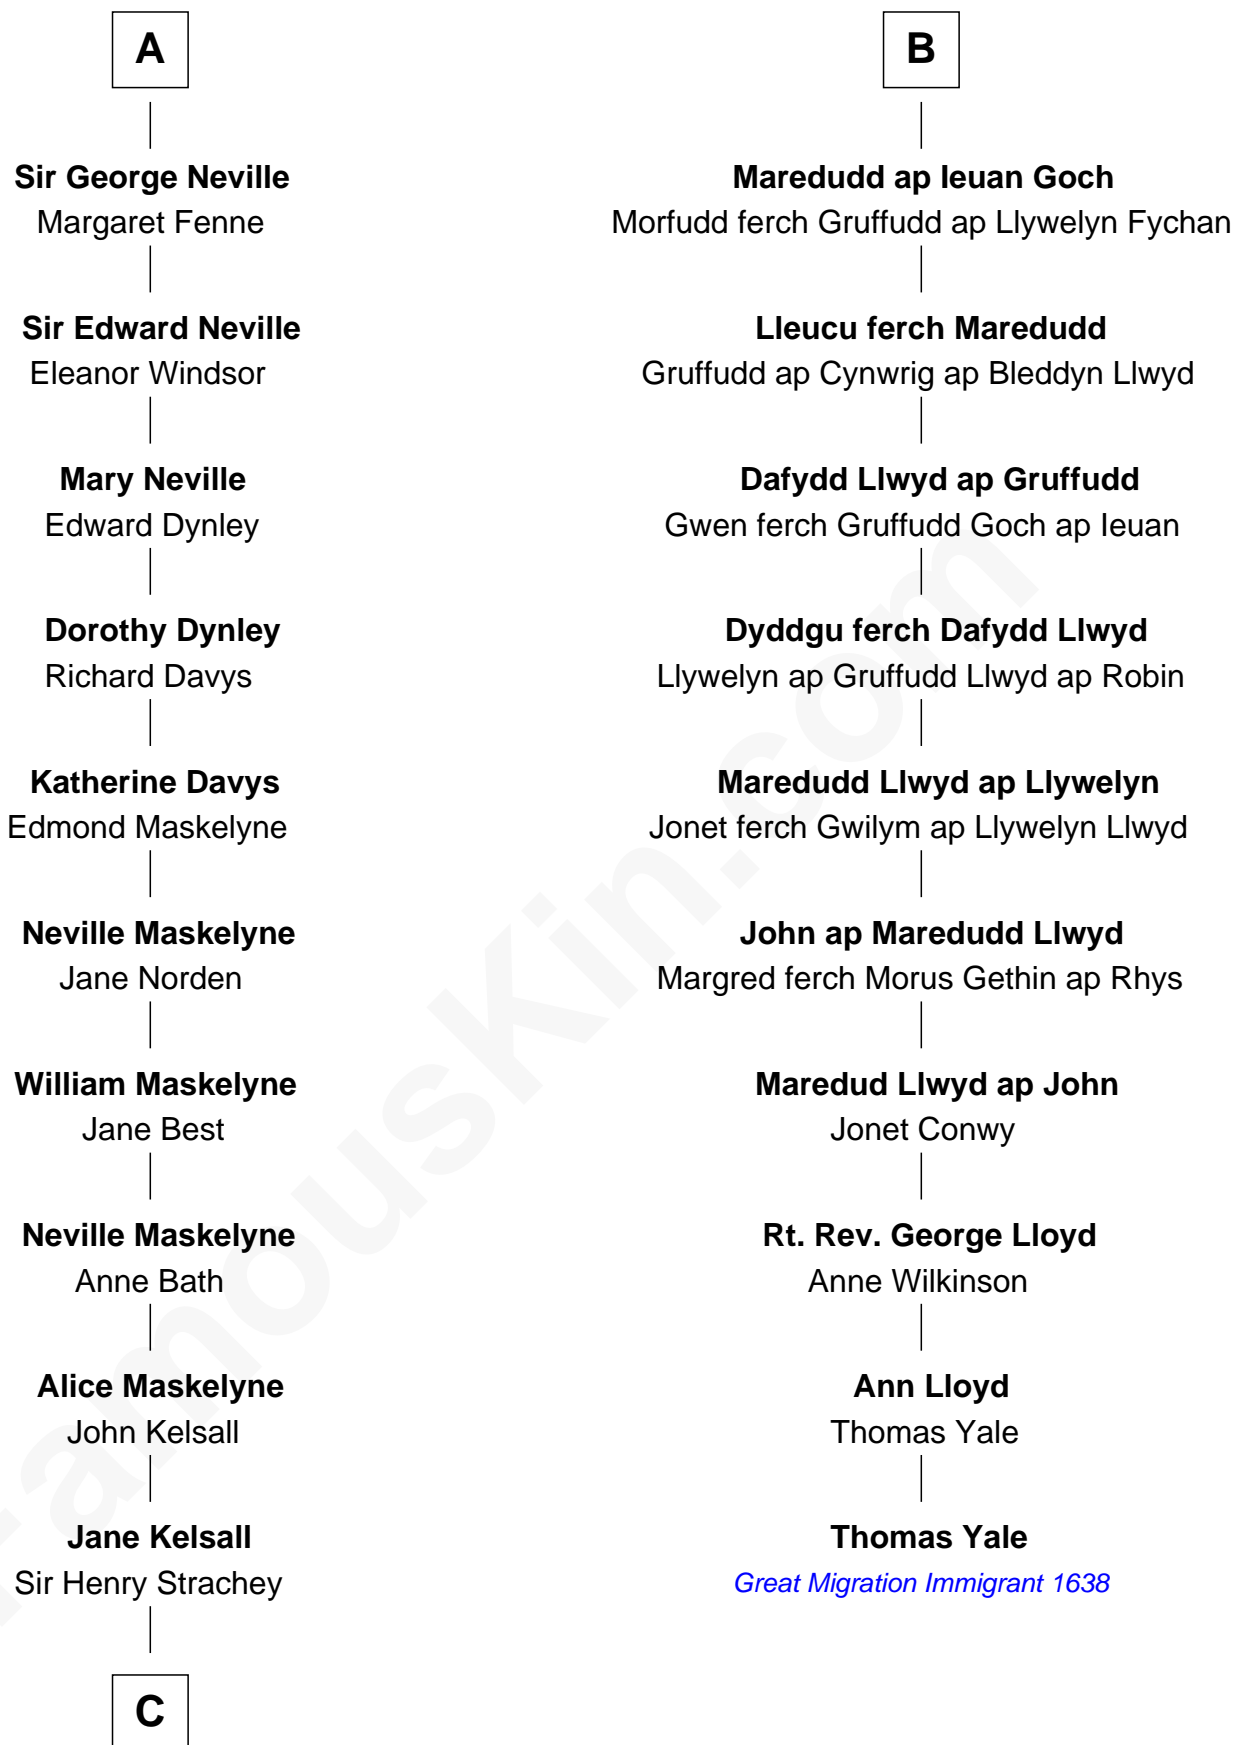 A
Sir George Neville
Margaret Fenne
Sir Edward Neville
Eleanor Windsor
Mary Neville
Edward Dynley
Dorothy Dynley
Richard Davys
Katherine Davys
Edmond Maskelyne
Neville Maskelyne
Jane Norden
William Maskelyne
Jane Best
Neville Maskelyne
Anne Bath
Alice Maskelyne
John Kelsall
Jane Kelsall
Sir Henry Strachey
C
B
Maredudd ap Ieuan Goch
Morfudd ferch Gruffudd ap Llywelyn Fychan
Lleucu ferch Maredudd
Gruffudd ap Cynwrig ap Bleddyn Llwyd
Dafydd Llwyd ap Gruffudd
Gwen ferch Gruffudd Goch ap Ieuan
Dyddgu ferch Dafydd Llwyd
Llywelyn ap Gruffudd Llwyd ap Robin
Maredudd Llwyd ap Llywelyn
Jonet ferch Gwilym ap Llywelyn Llwyd
John ap Maredudd Llwyd
Margred ferch Morus Gethin ap Rhys
Maredud Llwyd ap John
Jonet Conwy
Rt. Rev. George Lloyd
Anne Wilkinson
Ann Lloyd
Thomas Yale
Thomas Yale
Great Migration Immigrant 1638
FamousKin.com